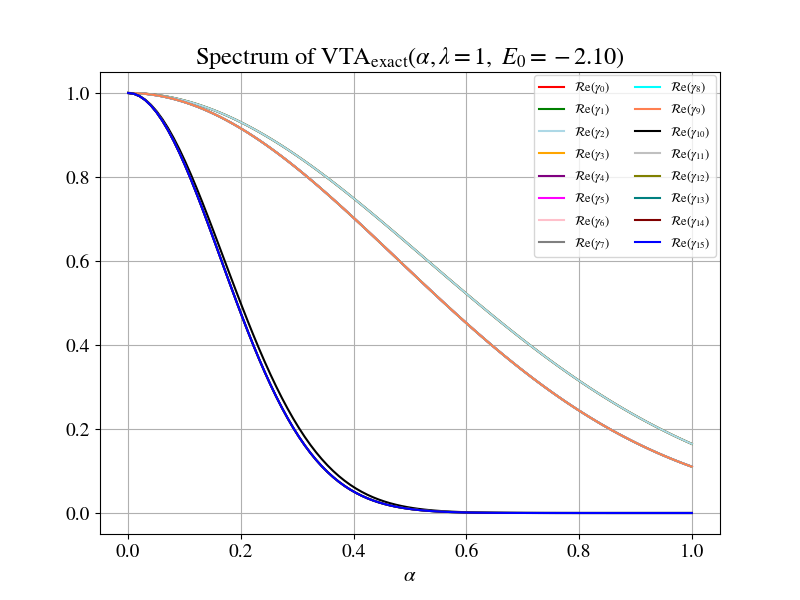 Spectrum of VTA_exact(α, λ = 1, E_0 = −2.10)
ℛe(γ_0) ℛe(γ_8)
ℛe(γ_1) ℛe(γ_9)
ℛe(γ_2) ℛe(γ_10)
ℛe(γ_3) ℛe(γ_11)
ℛe(γ_4) ℛe(γ_12)
ℛe(γ_5) ℛe(γ_13)
ℛe(γ_6) ℛe(γ_14)
ℛe(γ_7) ℛe(γ_15)
1.0
0.8
0.6
0.4
0.2
0.0
0.0 0.2 0.4 0.6 0.8 1.0
α